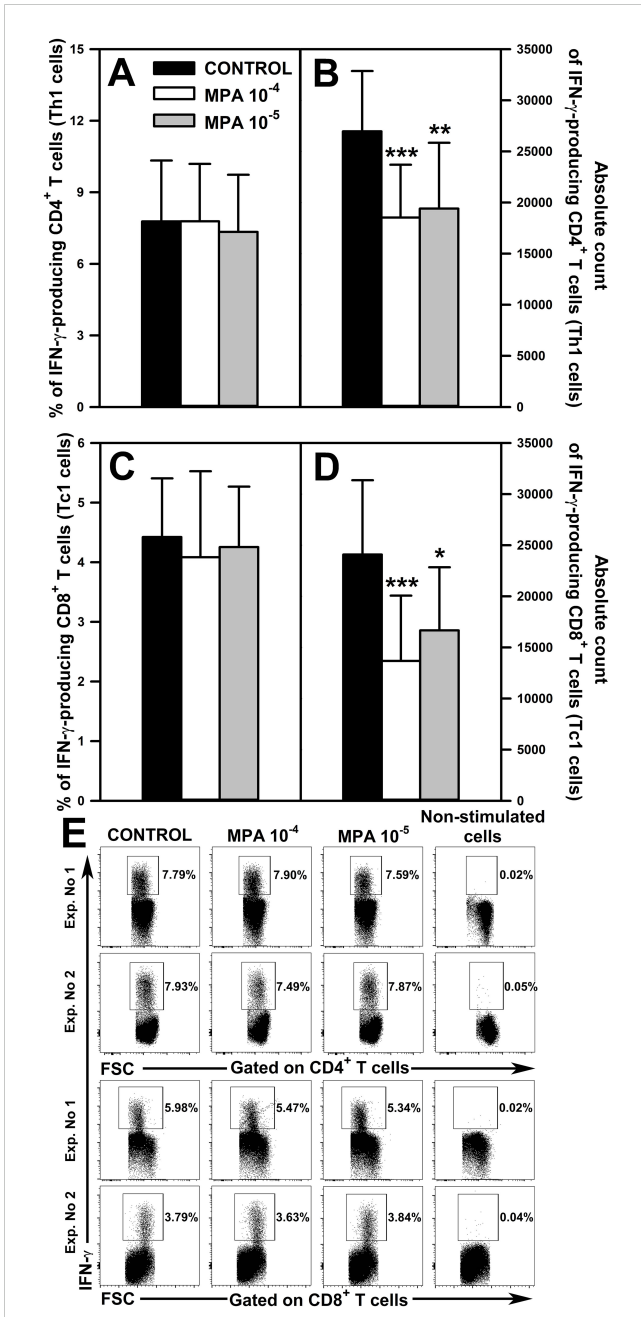 A
CONTROL
MPA 10⁻⁴
MPA 10⁻⁵
% of IFN-γ-producing CD4⁺ T cells (Th1 cells)
15
12
9
6
3
0
B
***
**
35000
30000
25000
20000
15000
10000
5000
0
Absolute count
of IFN-γ-producing CD4⁺ T cells (Th1 cells)
C
% of IFN-γ-producing CD8⁺ T cells (Tc1 cells)
6
5
4
3
2
1
0
D
***
*
35000
30000
25000
20000
15000
10000
5000
0
Absolute count
of IFN-γ-producing CD8⁺ T cells (Tc1 cells)
E
CONTROL
MPA 10⁻⁴
MPA 10⁻⁵
Non-stimulated
cells
Exp. No 1
7.79%
7.90%
7.59%
0.02%
Exp. No 2
7.93%
7.49%
7.87%
0.05%
FSC
Gated on CD4⁺ T cells
Exp. No 1
5.98%
5.47%
5.34%
0.02%
Exp. No 2
3.79%
3.63%
3.84%
0.04%
IFN-γ
FSC
Gated on CD8⁺ T cells